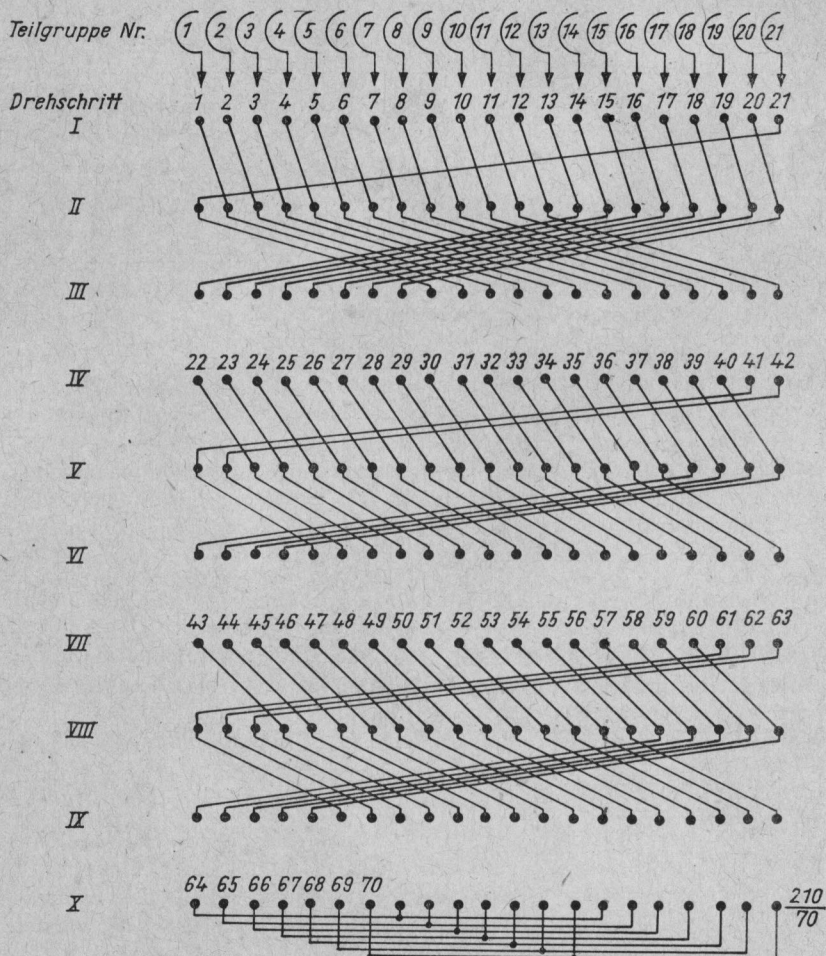 Teilgruppe Nr. 1 2 3 4 5 6 7 8 9 10 11 12 13 14 15 16 17 18 19 20 21
Drehschritt 1 2 3 4 5 6 7 8 9 10 11 12 13 14 15 16 17 18 19 20 21
I
II
III
IV 22 23 24 25 26 27 28 29 30 31 32 33 34 35 36 37 38 39 40 41 42
V
VI
43 44 45 46 47 48 49 50 51 52 53 54 55 56 57 58 59 60 61 62 63
VII
VIII
IX
64 65 66 67 68 69 70
X 210
70